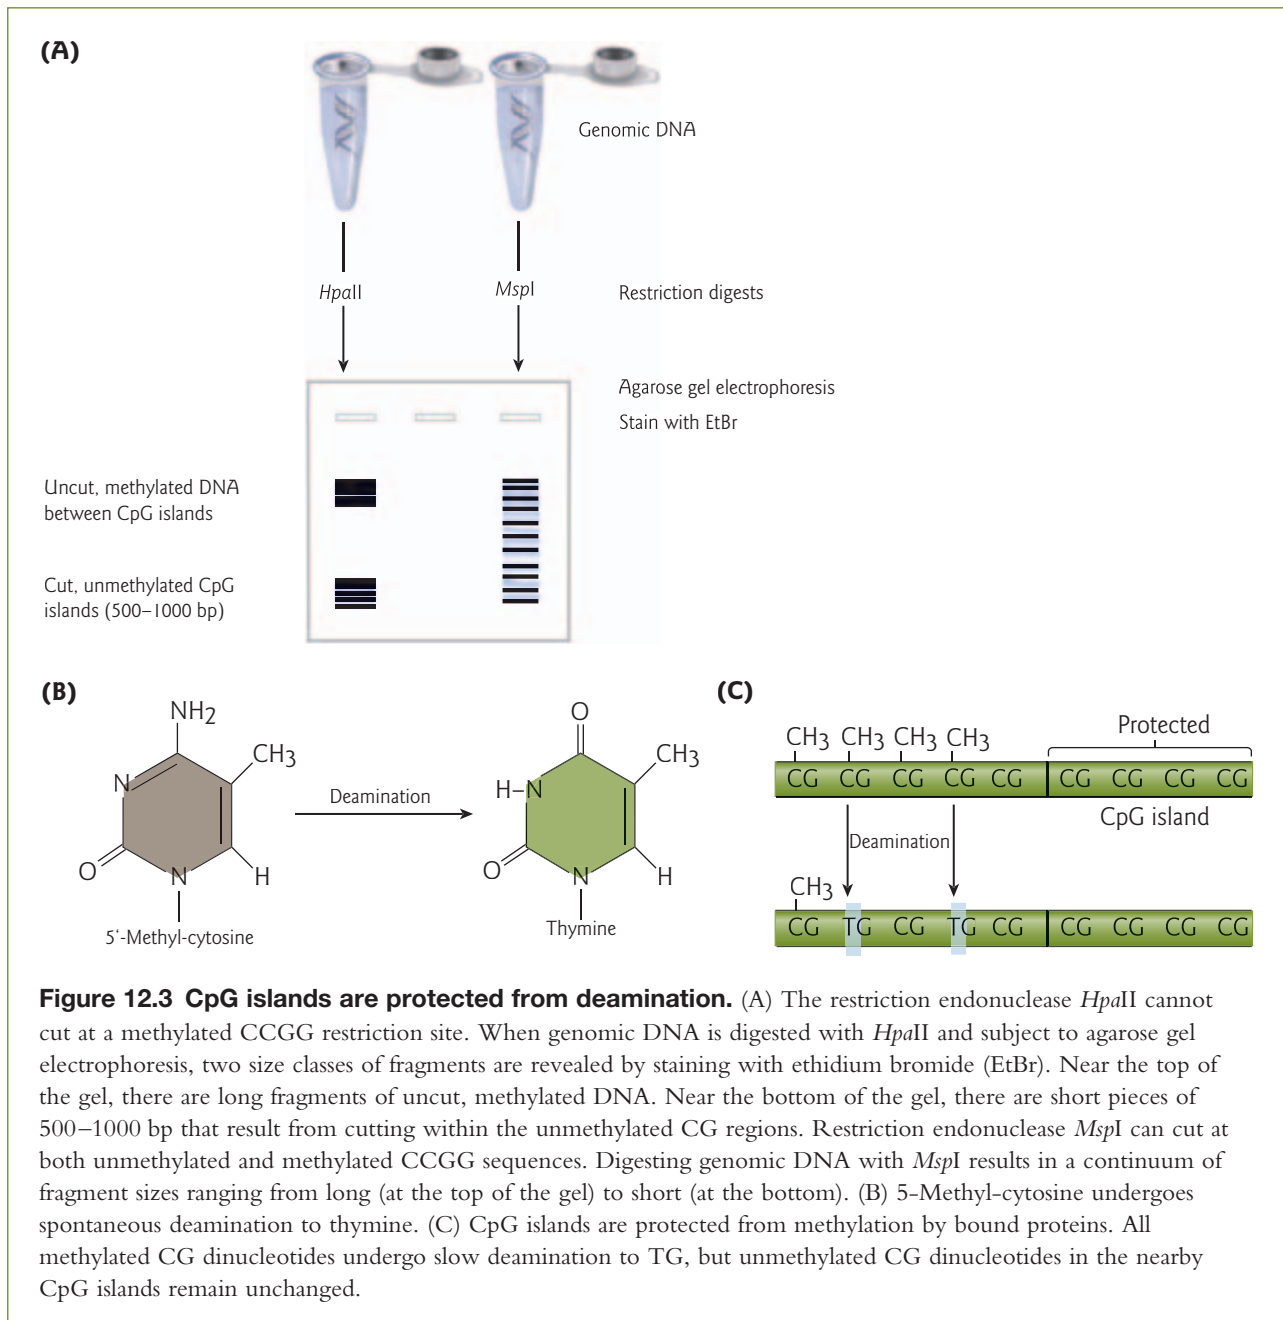 (A)
Genomic DNA
HpaII
MspI
Restriction digests
Agarose gel electrophoresis
Stain with EtBr
Uncut, methylated DNA
between CpG islands
Cut, unmethylated CpG
islands (500–1000 bp)
(B)
NH2
CH3
N
O
N
H
5‘-Methyl-cytosine
Deamination
O
CH3
H–N
O
N
H
Thymine
(C)
Protected
CH3 CH3 CH3 CH3
CG CG CG CG CG CG CG CG CG
CpG island
Deamination
CH3
CG TG CG TG CG CG CG CG CG
Figure 12.3 CpG islands are protected from deamination. (A) The restriction endonuclease HpaII cannot
cut at a methylated CCGG restriction site. When genomic DNA is digested with HpaII and subject to agarose gel
electrophoresis, two size classes of fragments are revealed by staining with ethidium bromide (EtBr). Near the top of
the gel, there are long fragments of uncut, methylated DNA. Near the bottom of the gel, there are short pieces of
500–1000 bp that result from cutting within the unmethylated CG regions. Restriction endonuclease MspI can cut at
both unmethylated and methylated CCGG sequences. Digesting genomic DNA with MspI results in a continuum of
fragment sizes ranging from long (at the top of the gel) to short (at the bottom). (B) 5-Methyl-cytosine undergoes
spontaneous deamination to thymine. (C) CpG islands are protected from methylation by bound proteins. All
methylated CG dinucleotides undergo slow deamination to TG, but unmethylated CG dinucleotides in the nearby
CpG islands remain unchanged.